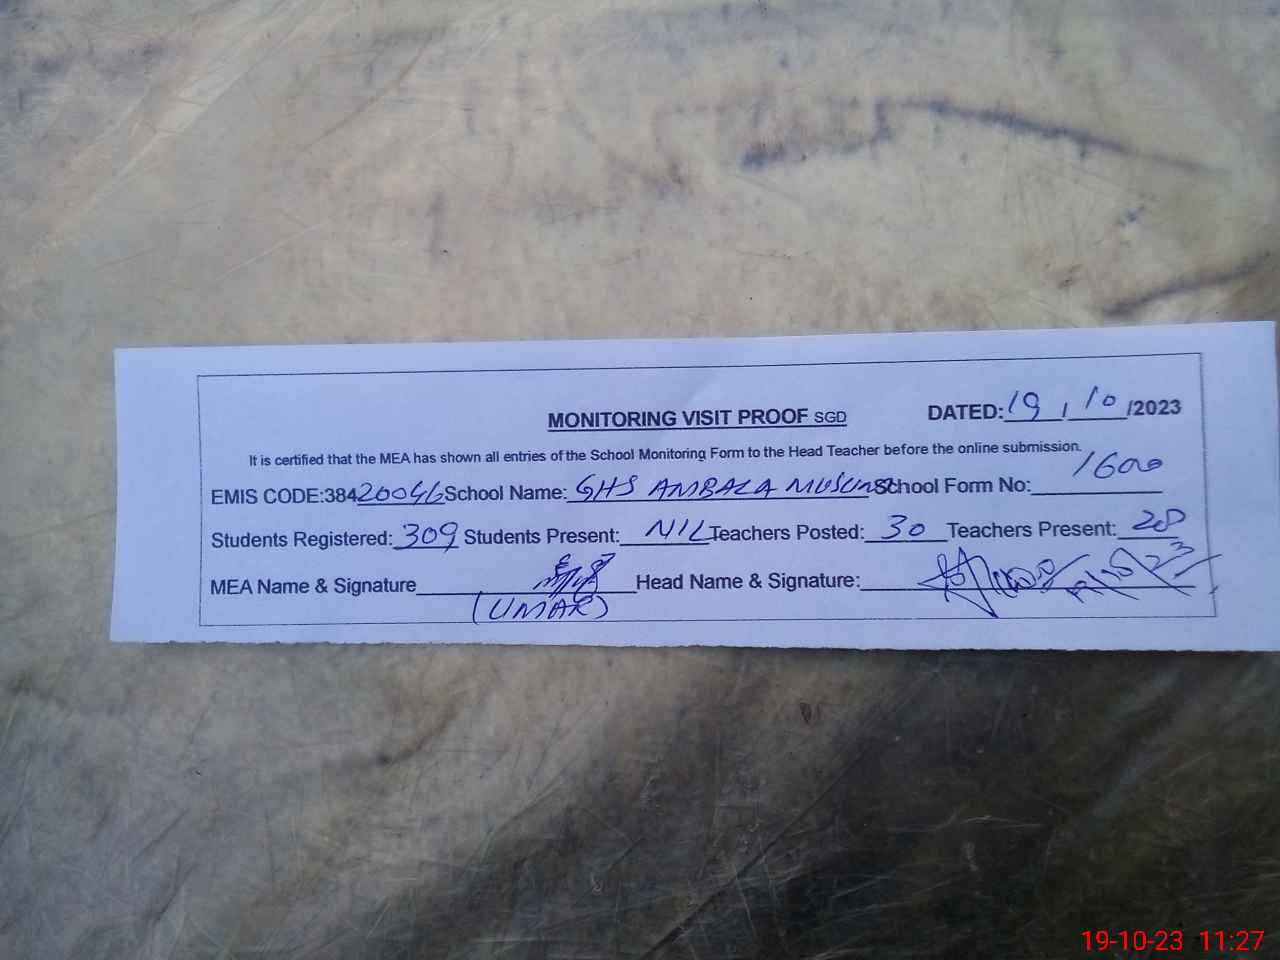 MONITORING VISIT PROOF SGD DATED: 19 / 10 /2023
It is certified that the MEA has shown all entries of the School Monitoring Form to the Head Teacher before the online submission.
EMIS CODE:38420046 School Name: GHS AMBALA MUSLIM School Form No: 1600
Students Registered: 309 Students Present: NIL Teachers Posted: 30 Teachers Present: 28
MEA Name & Signature Head Name & Signature:
(UMAR)
19-10-23 11:27